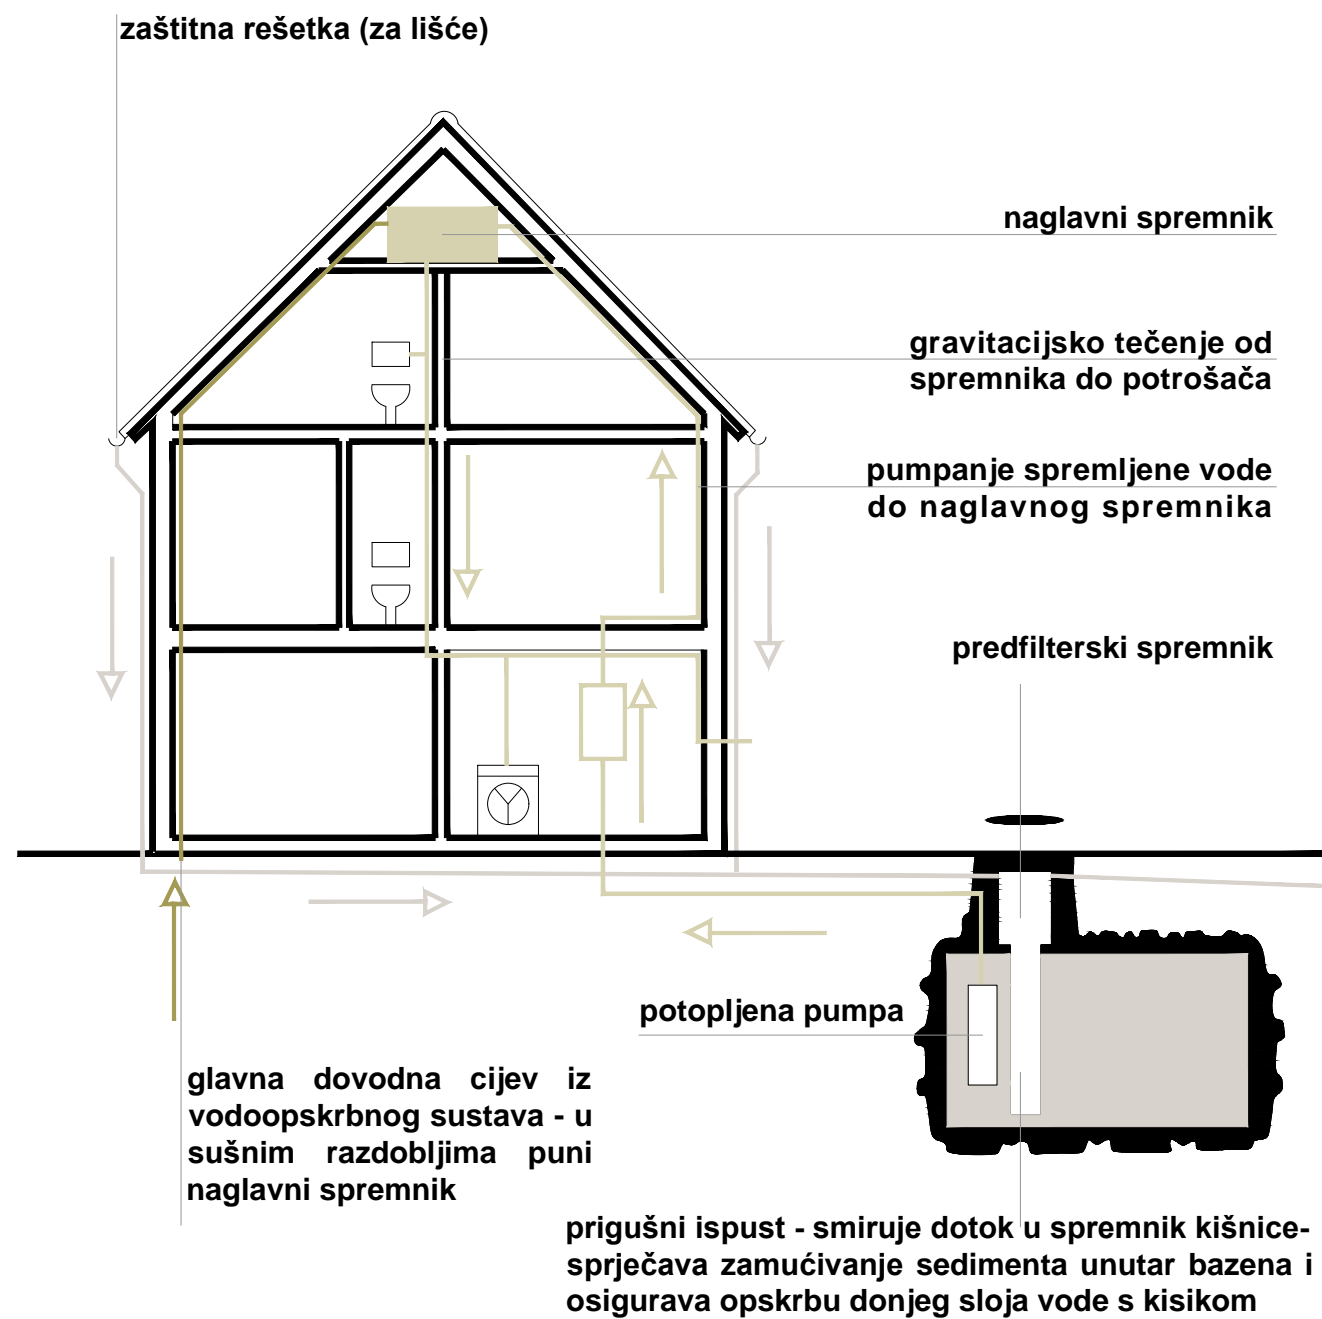 zaštitna rešetka (za lišće)
naglavni spremnik
gravitacijsko tečenje od
spremnika do potrošača
pumpanje spremljene vode
do naglavnog spremnika
predfilterski spremnik
potopljena pumpa
glavna dovodna cijev iz
vodoopskrbnog sustava - u
sušnim razdobljima puni
naglavni spremnik
prigušni ispust - smiruje dotok u spremnik kišnice-
sprječava zamućivanje sedimenta unutar bazena i
osigurava opskrbu donjeg sloja vode s kisikom